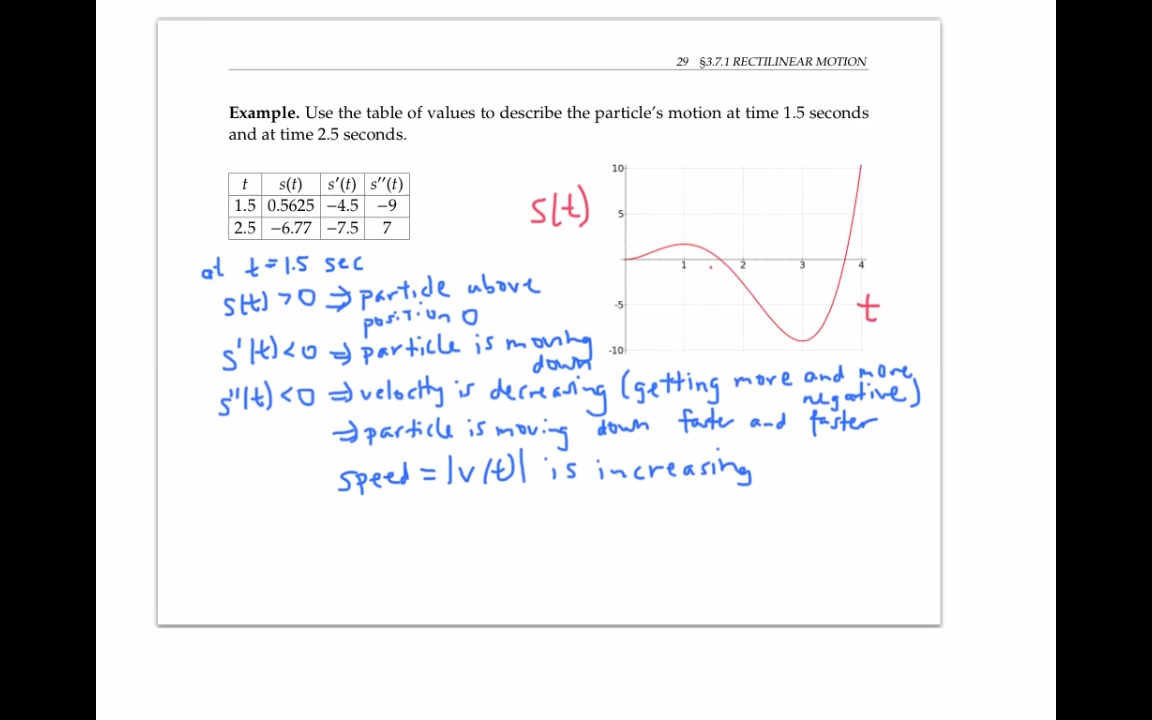 29 §3.7.1 RECTILINEAR MOTION
Example. Use the table of values to describe the particle's motion at time 1.5 seconds
and at time 2.5 seconds.
t s(t) s′(t) s″(t)
1.5 0.5625 −4.5 −9
2.5 −6.77 −7.5 7
s(t)
10
5
1 2 3 4
-5
-10
t
at t = 1.5 sec
s(t) > 0 ⇒ particle above
position 0
s'(t) < 0 ⇒ particle is moving
down
s''(t) < 0 ⇒ velocity is decreasing (getting more and more
negative)
⇒ particle is moving down faster and faster
speed = |v(t)| is increasing